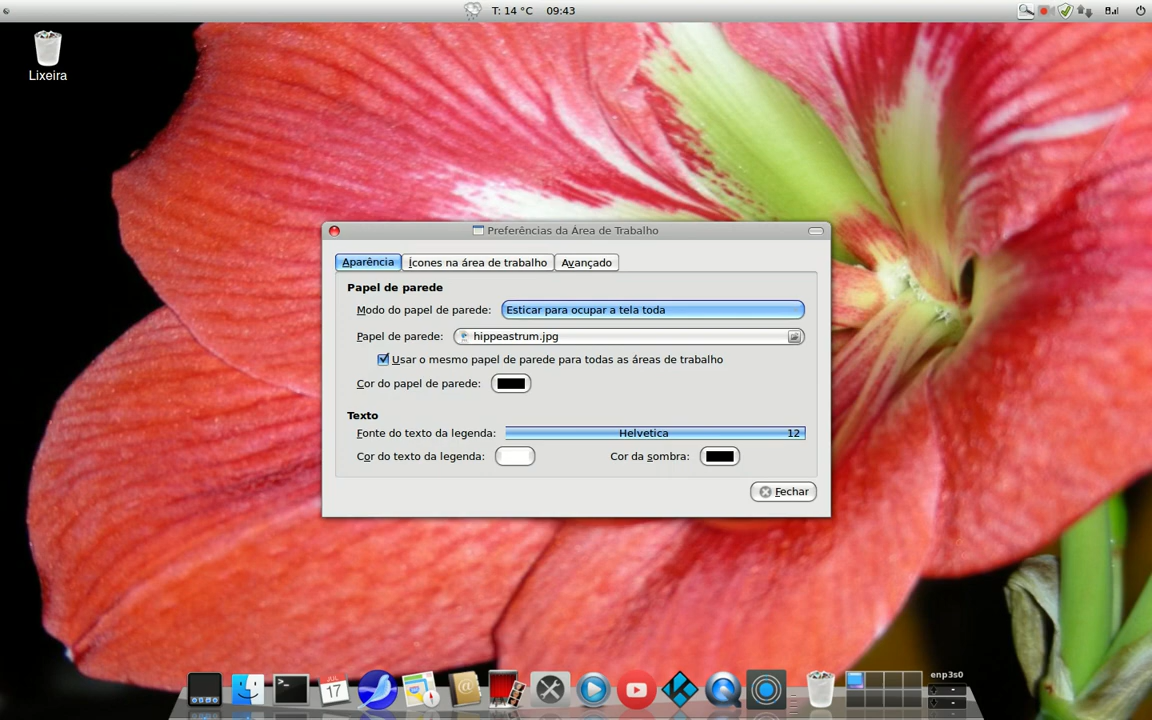 T: 14 °C 09:43
Lixeira
Preferências da Área de Trabalho
Aparência Ícones na área de trabalho Avançado
Papel de parede
Modo do papel de parede: Esticar para ocupar a tela toda
Papel de parede: hippeastrum.jpg
Usar o mesmo papel de parede para todas as áreas de trabalho
Cor do papel de parede:
Texto
Fonte do texto da legenda: Helvetica 12
Cor do texto da legenda: Cor da sombra:
Fechar
JUL
17
>_
@
enp3s0
-
-